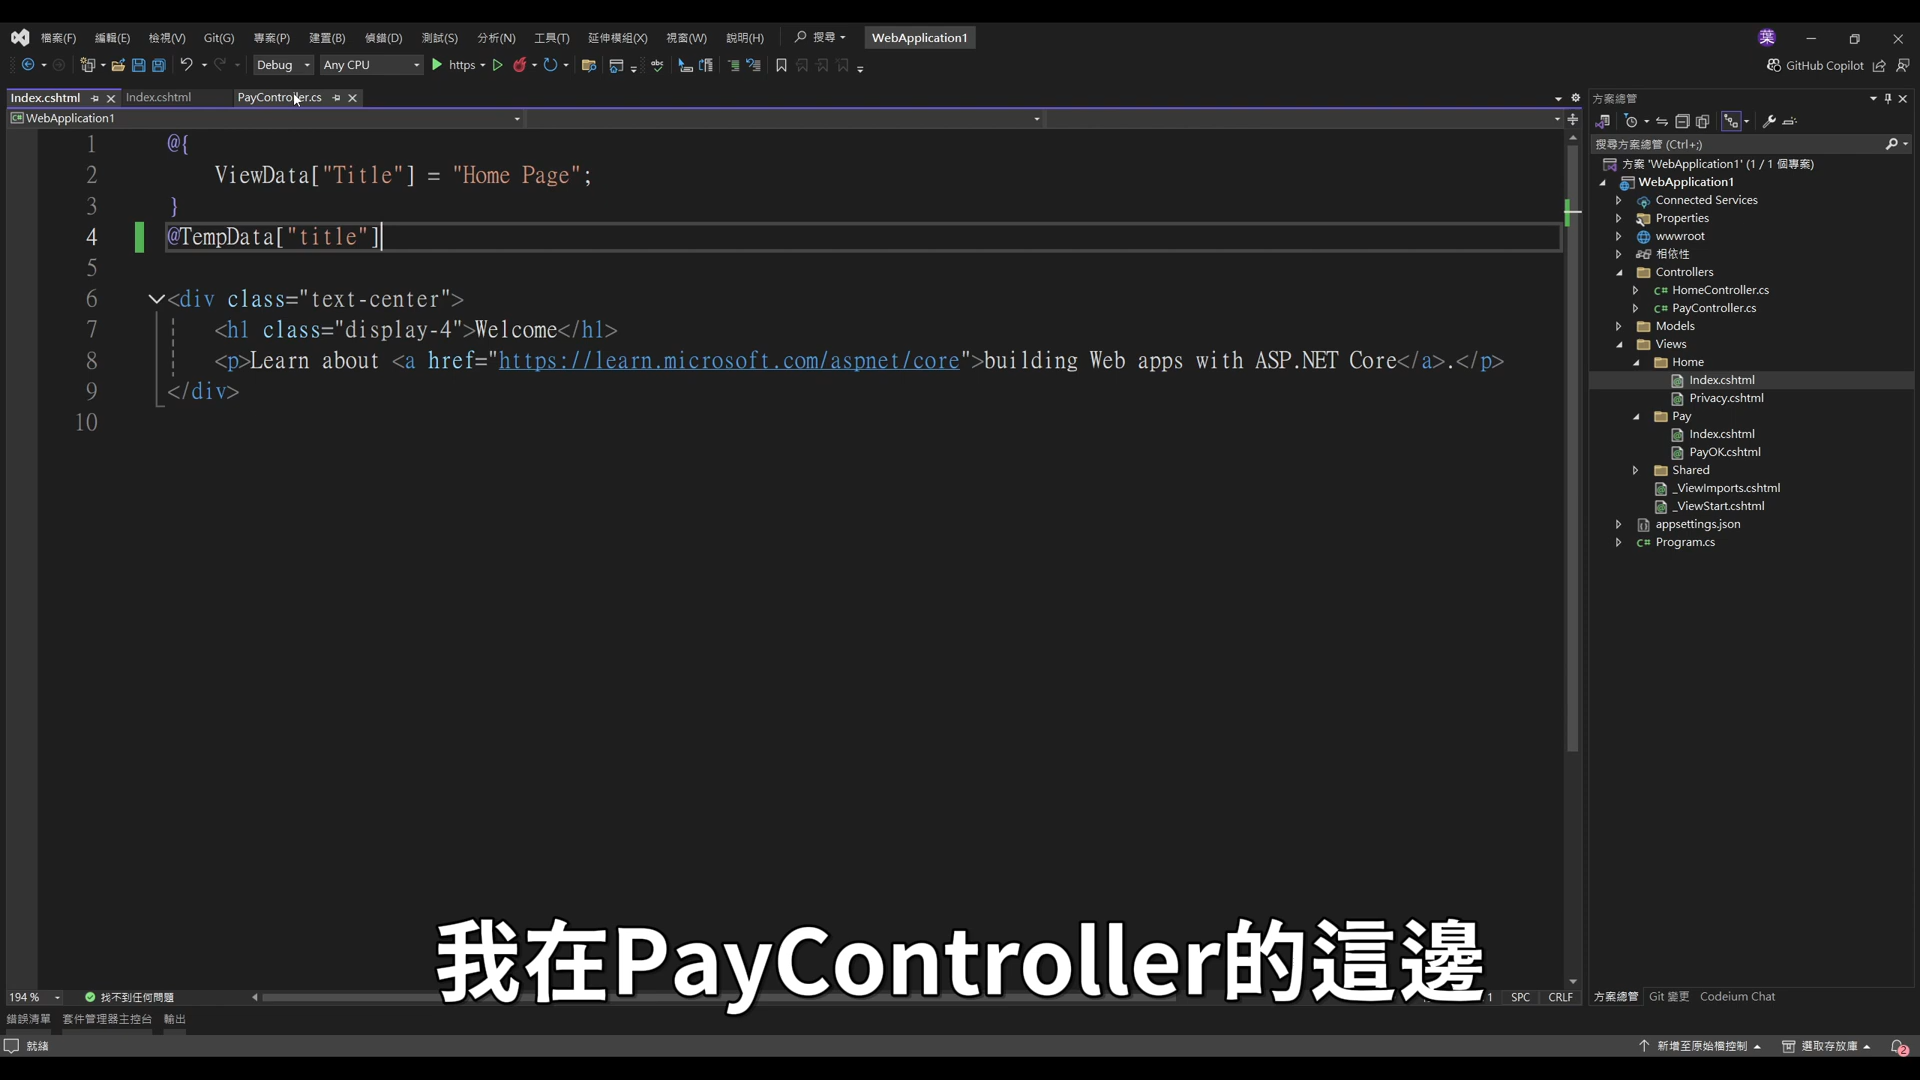 檔案(F) 編輯(E) 檢視(V) Git(G) 專案(P) 建置(B) 偵錯(D) 測試(S) 分析(N) 工具(T) 延伸模組(X) 視窗(W) 說明(H) 搜尋 WebApplication1 葉
Debug Any CPU https GitHub Copilot
Index.cshtml Index.cshtml PayController.cs
WebApplication1
1 @{
2 ViewData["Title"] = "Home Page";
3 }
4 @TempData["title"]
5
6 <div class="text-center">
7 <h1 class="display-4">Welcome</h1>
8 <p>Learn about <a href="https://learn.microsoft.com/aspnet/core">building Web apps with ASP.NET Core</a>.</p>
9 </div>
10
方案總管
搜尋方案總管 (Ctrl+;)
方案 'WebApplication1' (1 / 1 個專案)
WebApplication1
Connected Services
Properties
wwwroot
相依性
Controllers
C# HomeController.cs
C# PayController.cs
Models
Views
Home
Index.cshtml
Privacy.cshtml
Pay
Index.cshtml
PayOK.cshtml
Shared
_ViewImports.cshtml
_ViewStart.cshtml
appsettings.json
C# Program.cs
我在PayController的這邊
194 % 找不到任何問題 1 SPC CRLF
方案總管 Git 變更 Codeium Chat
錯誤清單 套件管理器主控台 輸出
就緒 新增至原始檔控制 選取存放庫 2